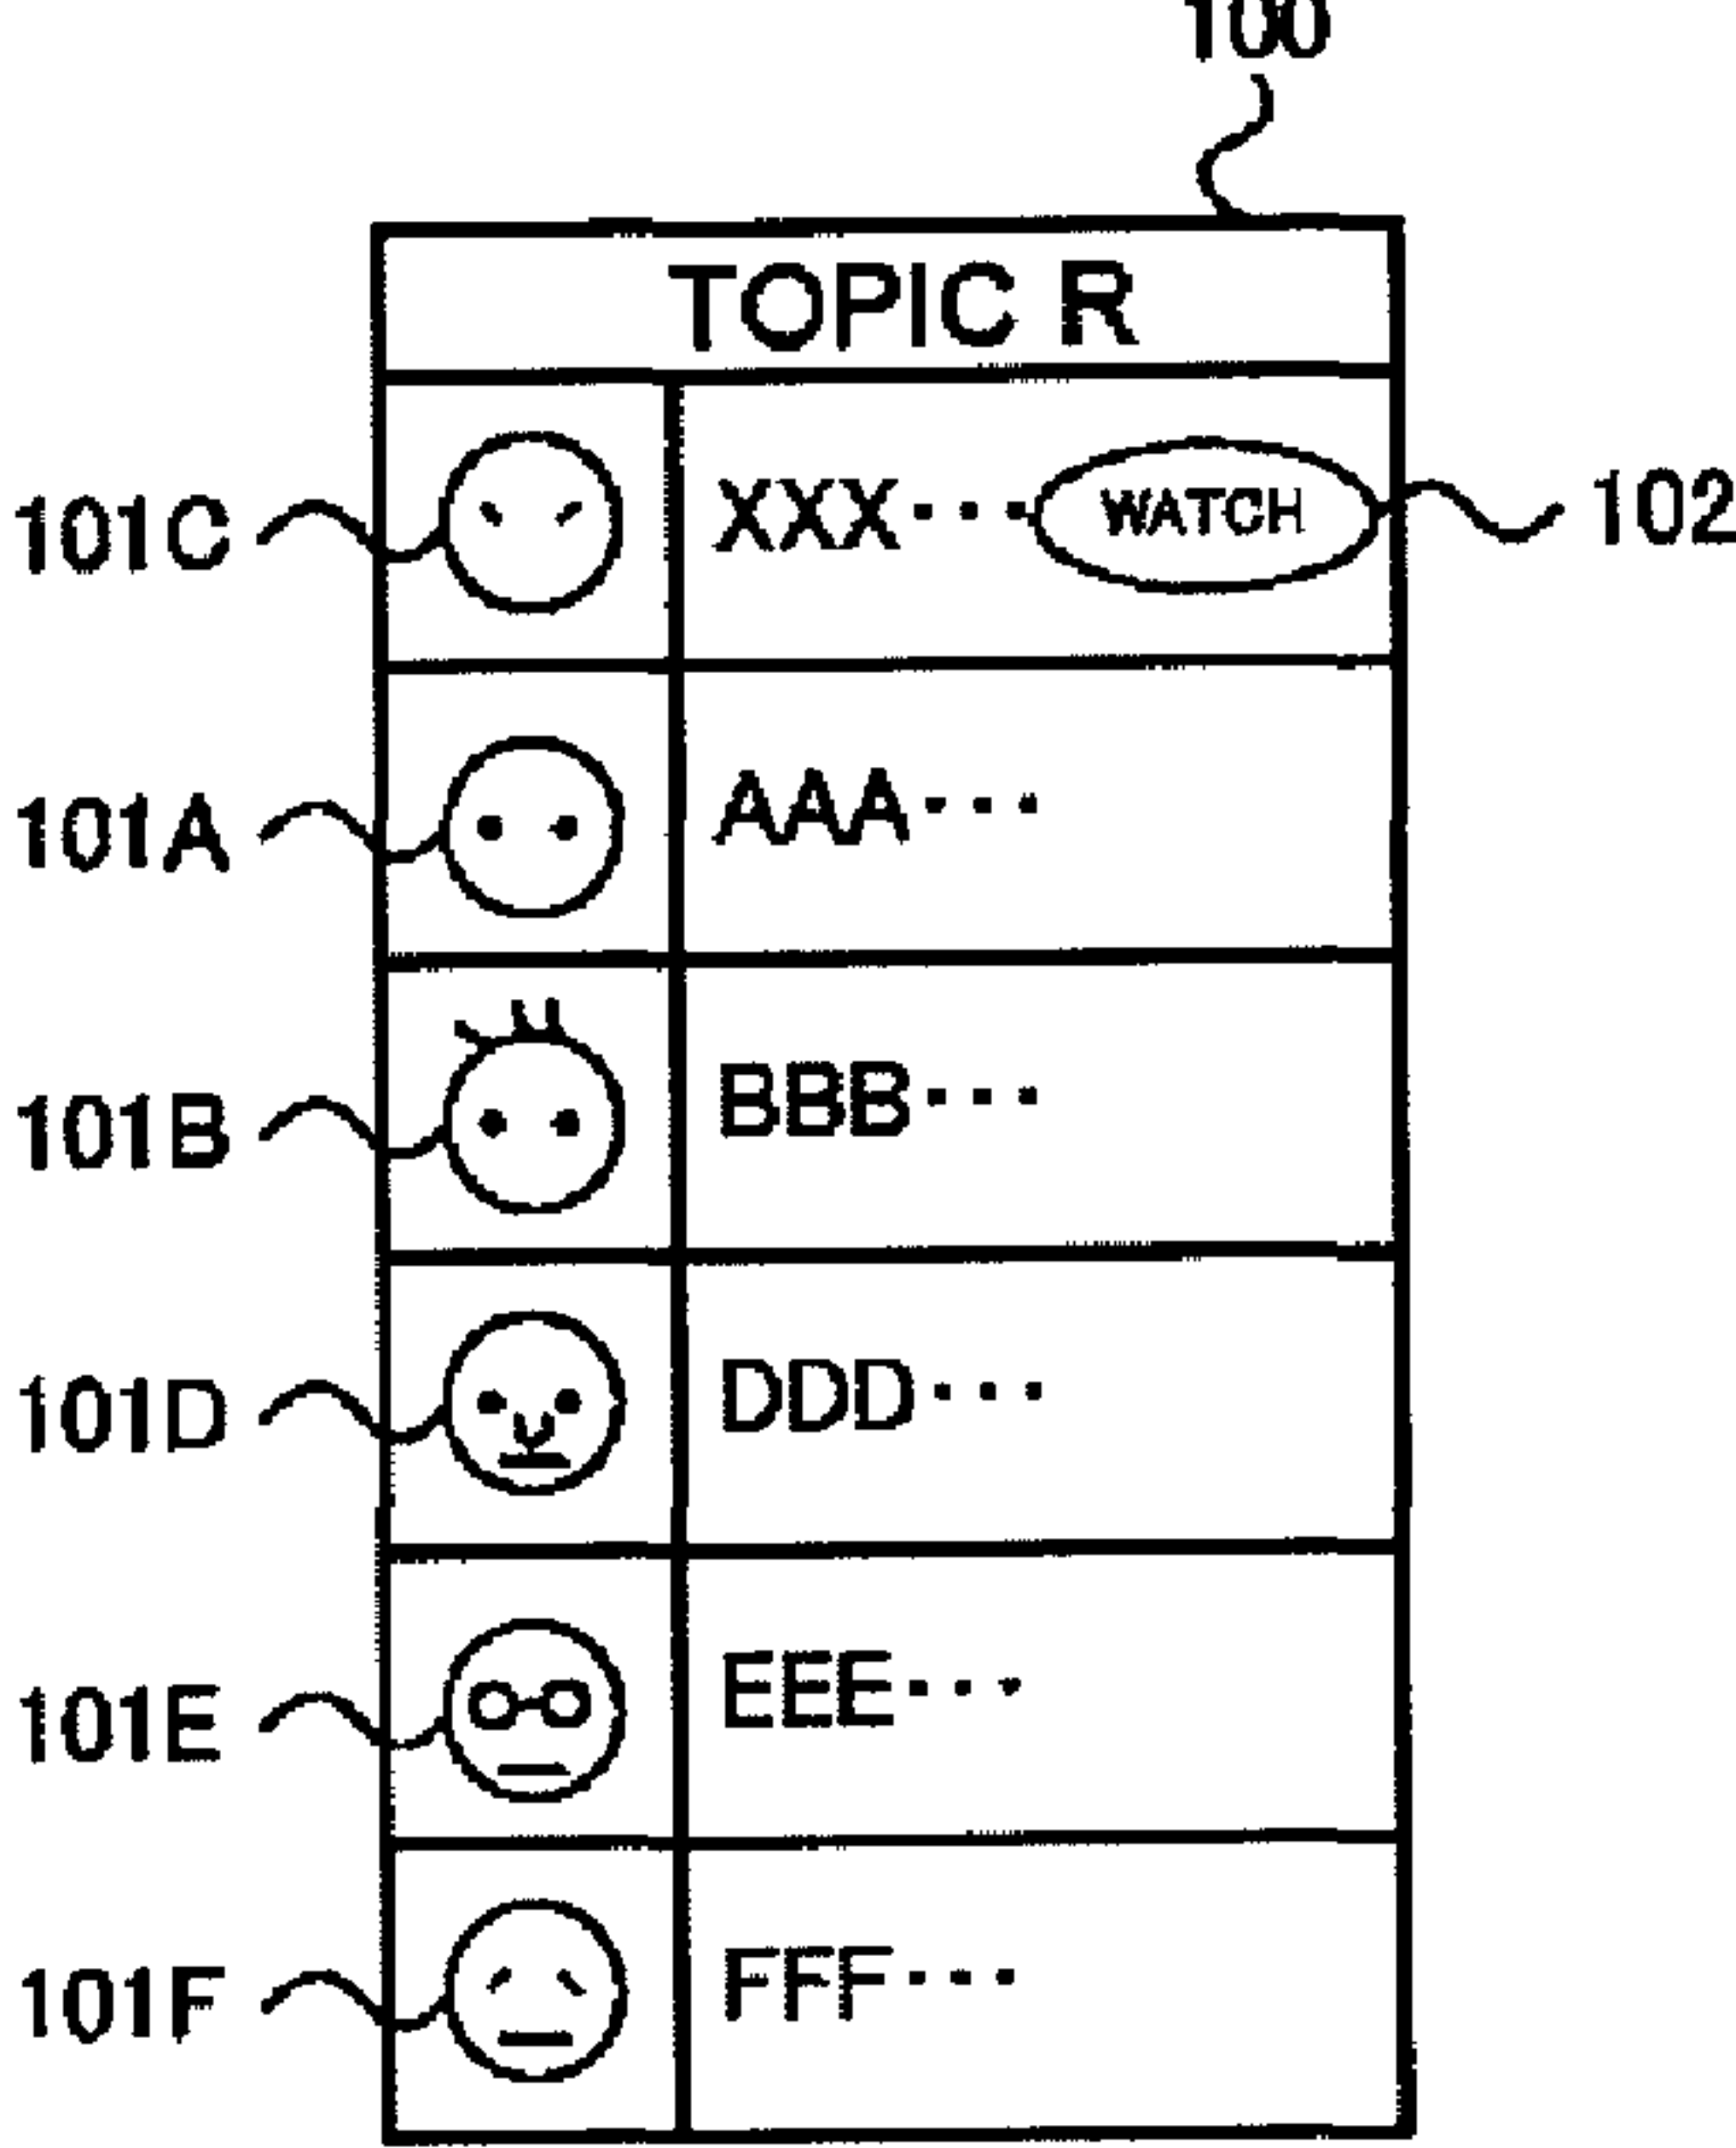 100
TOPIC R
101C XXX··· WATCH 102
101A AAA···
101B BBB···
101D DDD···
101E EEE···
101F FFF···